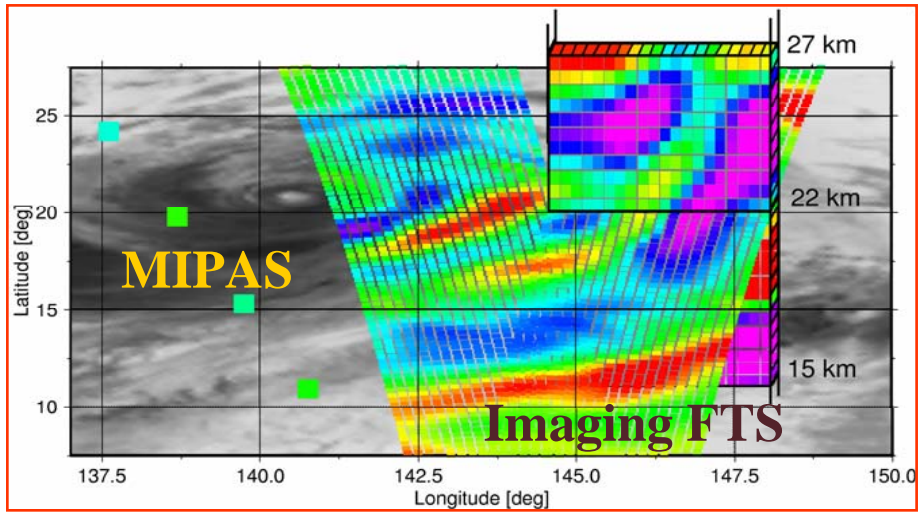 27 km
25
22 km
20
MIPAS
15
15 km
10
Imaging FTS
Latitude [deg]
137.5 140.0 142.5 145.0 147.5 150.0
Longitude [deg]